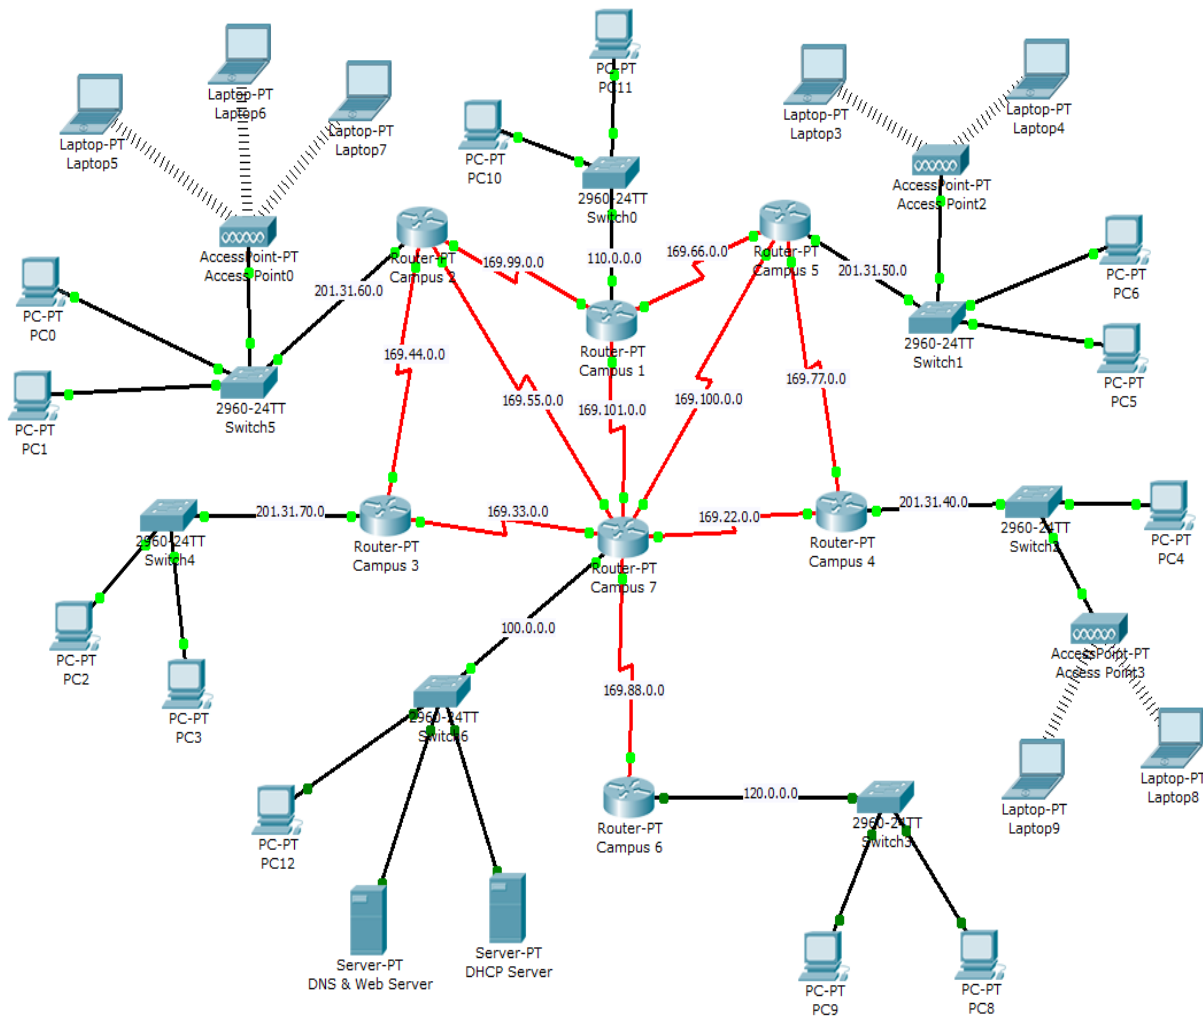 PC-PT
PC11
Laptop-PT
Laptop6
Laptop-PT
Laptop7
Laptop-PT
Laptop5
Laptop-PT
Laptop3
Laptop-PT
Laptop4
PC-PT
PC10
2960-24TT
Switch0
AccessPoint-PT
Access Point2
AccessPoint-PT
Access Point0
Router-PT
Campus 2
169.99.0.0
110.0.0.0
169.66.0.0
Router-PT
Campus 5
201.31.50.0
PC-PT
PC6
201.31.60.0
PC-PT
PC0
Router-PT
Campus 1
2960-24TT
Switch1
169.44.0.0
169.77.0.0
PC-PT
PC5
2960-24TT
Switch5
PC-PT
PC1
169.55.0.0
169.101.0.0
169.100.0.0
201.31.70.0
169.33.0.0
169.22.0.0
201.31.40.0
2960-24TT
Switch4
Router-PT
Campus 3
Router-PT
Campus 7
Router-PT
Campus 4
2960-24TT
Switch2
PC-PT
PC4
100.0.0.0
PC-PT
PC2
AccessPoint-PT
Access Point3
PC-PT
PC3
169.88.0.0
2960-24TT
Switch6
Laptop-PT
Laptop8
Laptop-PT
Laptop9
120.0.0.0
PC-PT
PC12
Router-PT
Campus 6
2960-24TT
Switch3
Server-PT
DNS & Web Server
Server-PT
DHCP Server
PC-PT
PC9
PC-PT
PC8